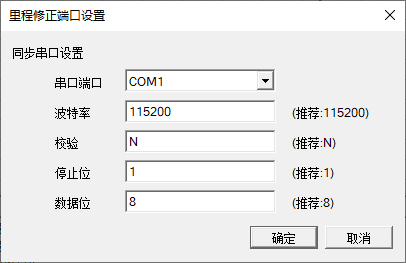 里程修正端口设置
同步串口设置
串口端口 COM1
波特率 115200 (推荐:115200)
校验 N (推荐:N)
停止位 1 (推荐:1)
数据位 8 (推荐:8)
确定 取消